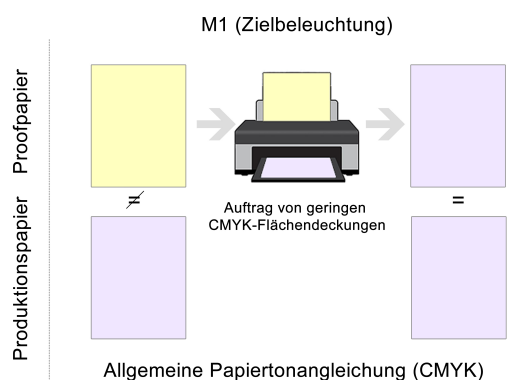 M1 (Zielbeleuchtung)
Proofpapier
Produktionspapier
≠
Auftrag von geringen
CMYK-Flächendeckungen
=
Allgemeine Papiertonangleichung (CMYK)